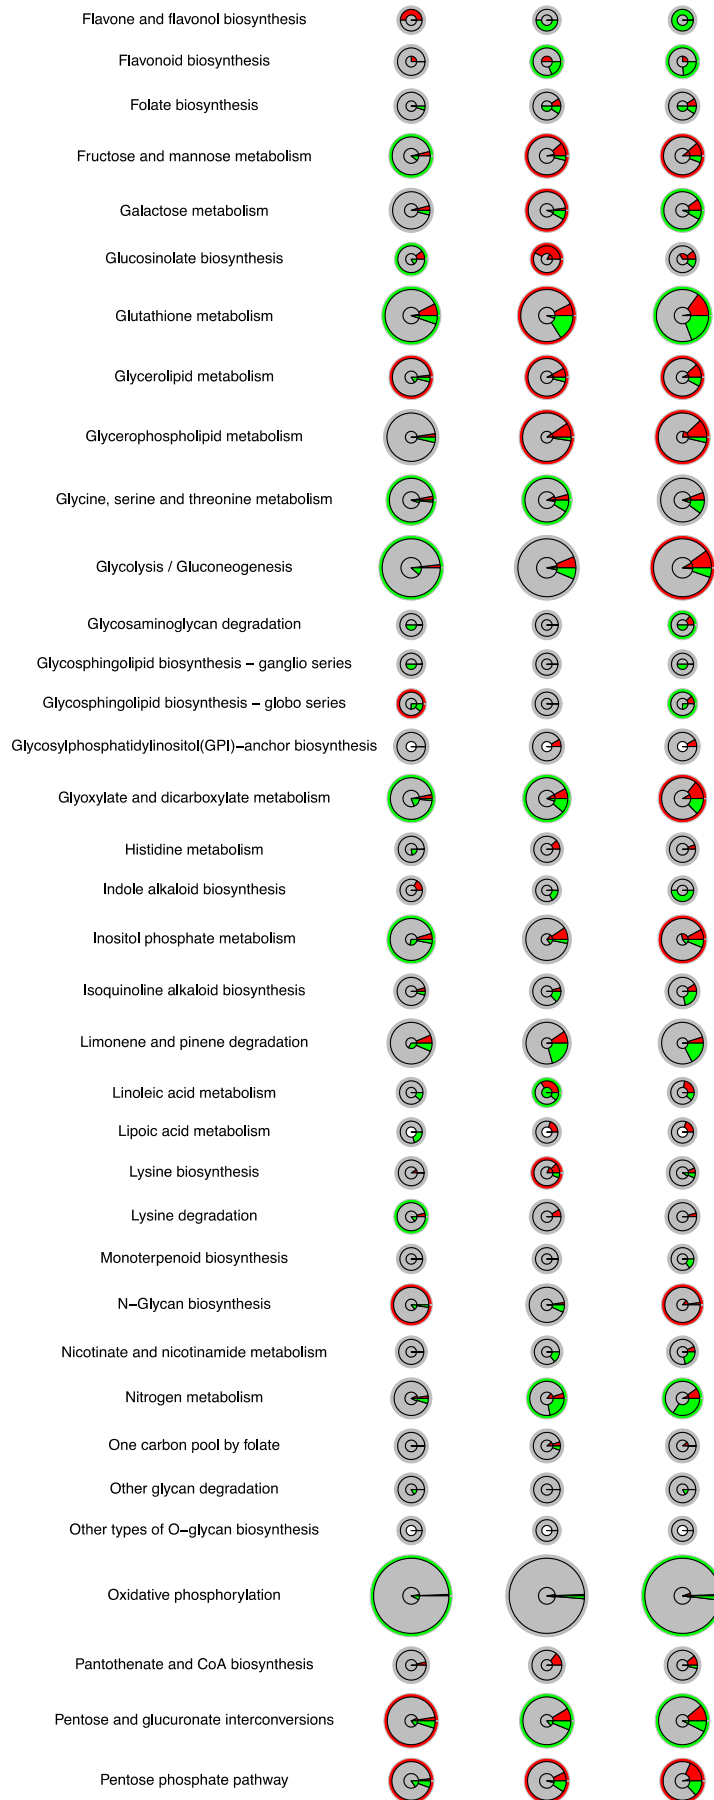 Flavone and flavonol biosynthesis
Flavonoid biosynthesis
Folate biosynthesis
Fructose and mannose metabolism
Galactose metabolism
Glucosinolate biosynthesis
Glutathione metabolism
Glycerolipid metabolism
Glycerophospholipid metabolism
Glycine, serine and threonine metabolism
Glycolysis / Gluconeogenesis
Glycosaminoglycan degradation
Glycosphingolipid biosynthesis – ganglio series
Glycosphingolipid biosynthesis – globo series
Glycosylphosphatidylinositol(GPI)–anchor biosynthesis
Glyoxylate and dicarboxylate metabolism
Histidine metabolism
Indole alkaloid biosynthesis
Inositol phosphate metabolism
Isoquinoline alkaloid biosynthesis
Limonene and pinene degradation
Linoleic acid metabolism
Lipoic acid metabolism
Lysine biosynthesis
Lysine degradation
Monoterpenoid biosynthesis
N–Glycan biosynthesis
Nicotinate and nicotinamide metabolism
Nitrogen metabolism
One carbon pool by folate
Other glycan degradation
Other types of O–glycan biosynthesis
Oxidative phosphorylation
Pantothenate and CoA biosynthesis
Pentose and glucuronate interconversions
Pentose phosphate pathway